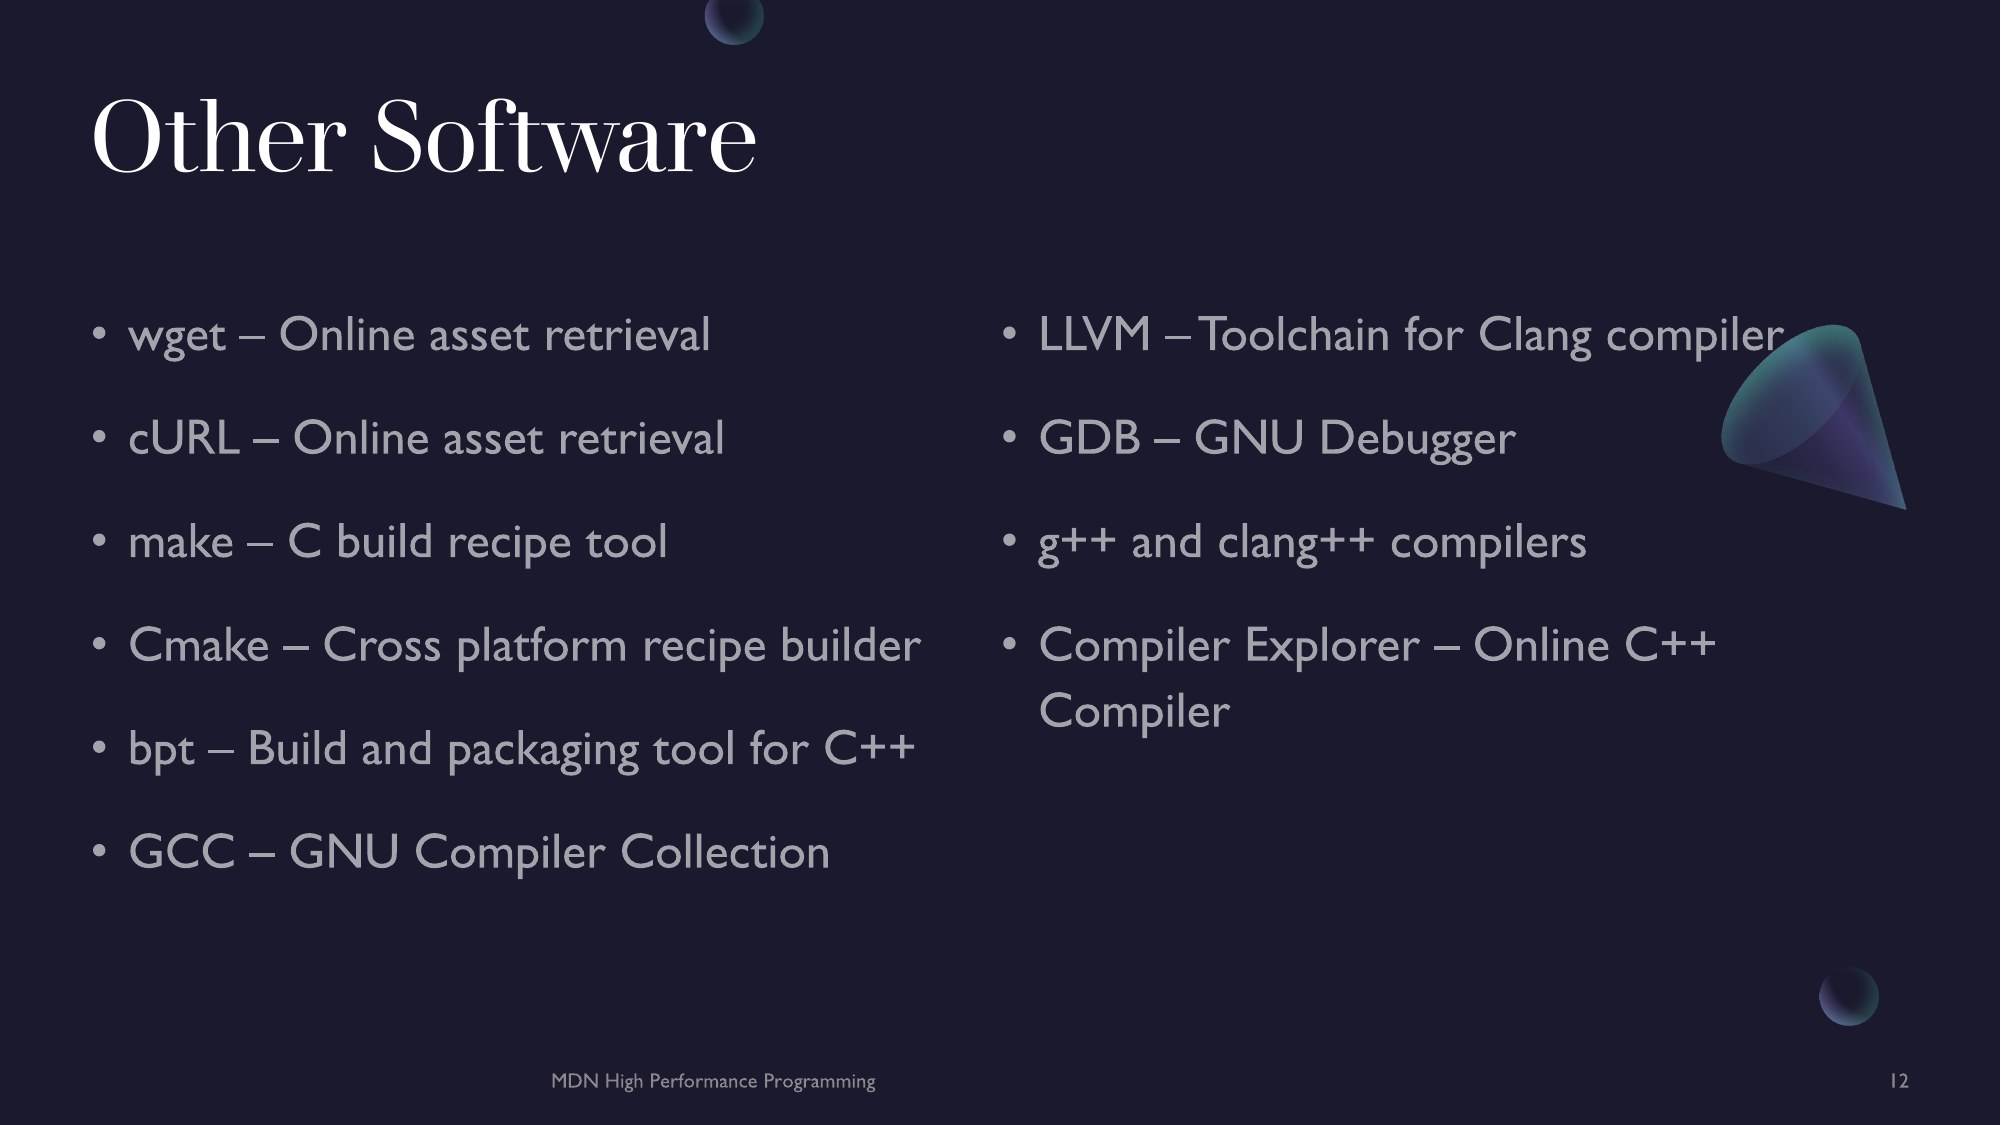 Other Software
• wget – Online asset retrieval
• cURL – Online asset retrieval
• make – C build recipe tool
• Cmake – Cross platform recipe builder
• bpt – Build and packaging tool for C++
• GCC – GNU Compiler Collection
• LLVM – Toolchain for Clang compiler
• GDB – GNU Debugger
• g++ and clang++ compilers
• Compiler Explorer – Online C++
Compiler
MDN High Performance Programming
12